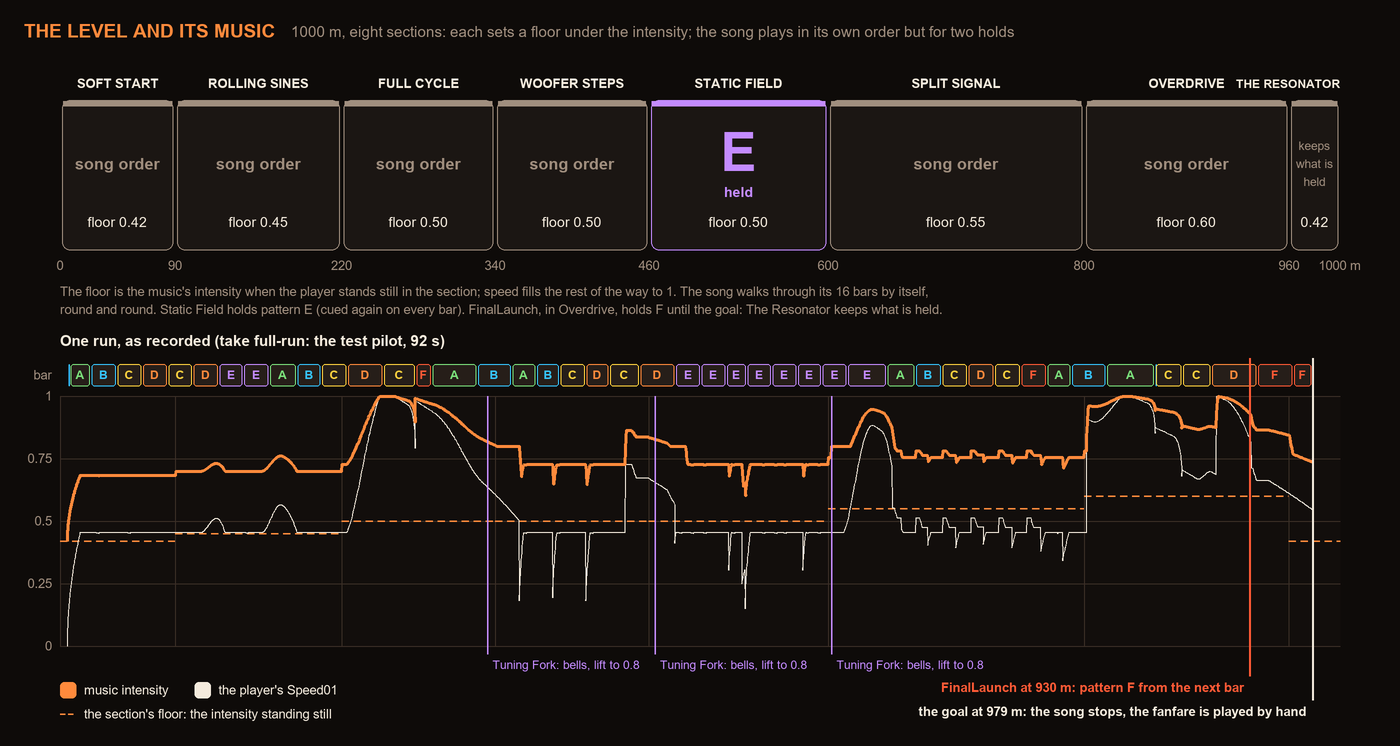 THE LEVEL AND ITS MUSIC 1000 m, eight sections: each sets a floor under the intensity; the song plays in its own order but for two holds
SOFT START ROLLING SINES FULL CYCLE WOOFER STEPS STATIC FIELD SPLIT SIGNAL OVERDRIVE THE RESONATOR
song order song order song order song order E song order song order keeps
what is
held held
floor 0.42 floor 0.45 floor 0.50 floor 0.50 floor 0.50 floor 0.55 floor 0.60 0.42
0 90 220 340 460 600 800 960 1000 m
The floor is the music's intensity when the player stands still in the section; speed fills the rest of the way to 1. The song walks through its 16 bars by itself,
round and round. Static Field holds pattern E (cued again on every bar). FinalLaunch, in Overdrive, holds F until the goal: The Resonator keeps what is held.
One run, as recorded (take full-run: the test pilot, 92 s)
bar A B C D C D E E A B C D C F A B A B C D C D E E E E E E E E A B C D C F A B A C C D F F
1
0.75
0.5
0.25
0
Tuning Fork: bells, lift to 0.8 Tuning Fork: bells, lift to 0.8 Tuning Fork: bells, lift to 0.8
music intensity the player's Speed01
FinalLaunch at 930 m: pattern F from the next bar
the section's floor: the intensity standing still
the goal at 979 m: the song stops, the fanfare is played by hand